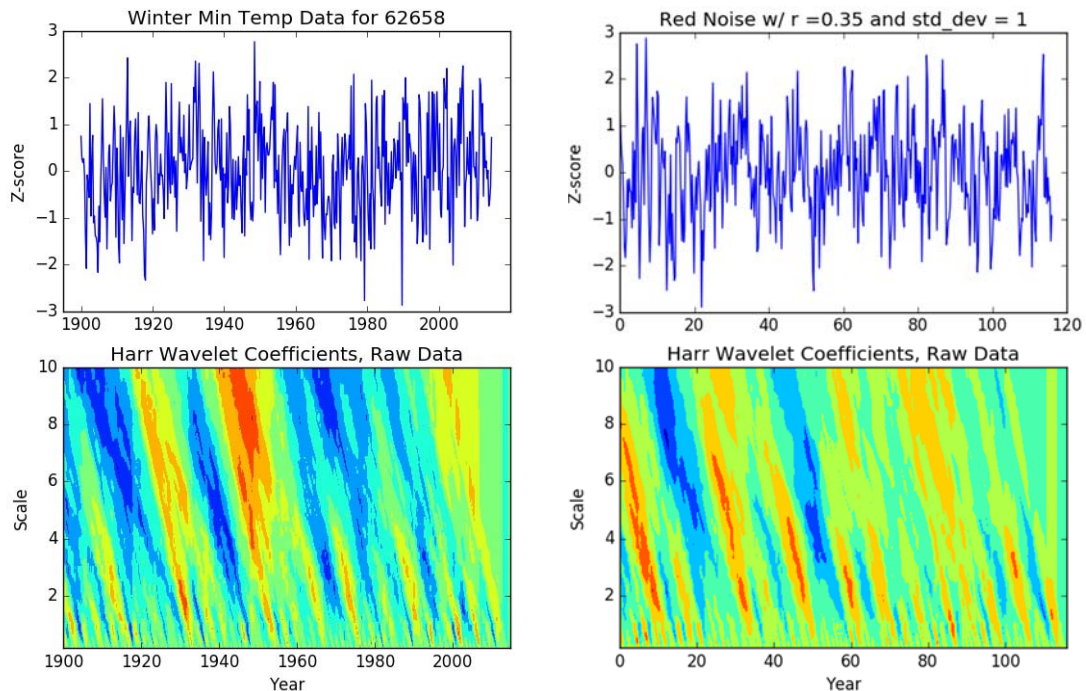 Winter Min Temp Data for 62658
3
2
1
0
−1
−2
−3
Z-score
1900 1920 1940 1960 1980 2000
Red Noise w/ r =0.35 and std_dev = 1
3
2
1
0
−1
−2
−3
Z-score
0 20 40 60 80 100 120
Harr Wavelet Coefficients, Raw Data
10
8
6
4
2
Scale
1900 1920 1940 1960 1980 2000
Year
Harr Wavelet Coefficients, Raw Data
10
8
6
4
2
Scale
0 20 40 60 80 100
Year